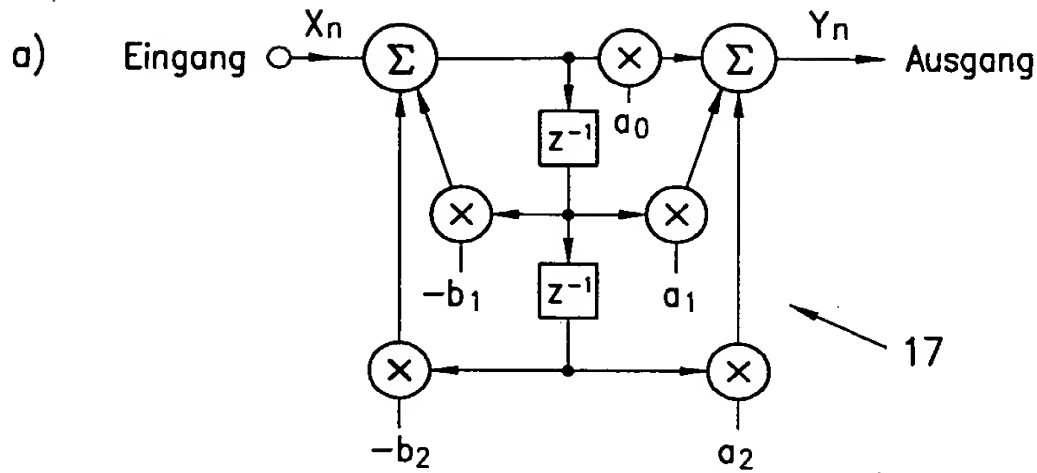 a) Eingang Xn Σ × Σ Yn Ausgang
a0
z⁻¹
× ×
-b1 z⁻¹ a1
17
× ×
-b2 a2